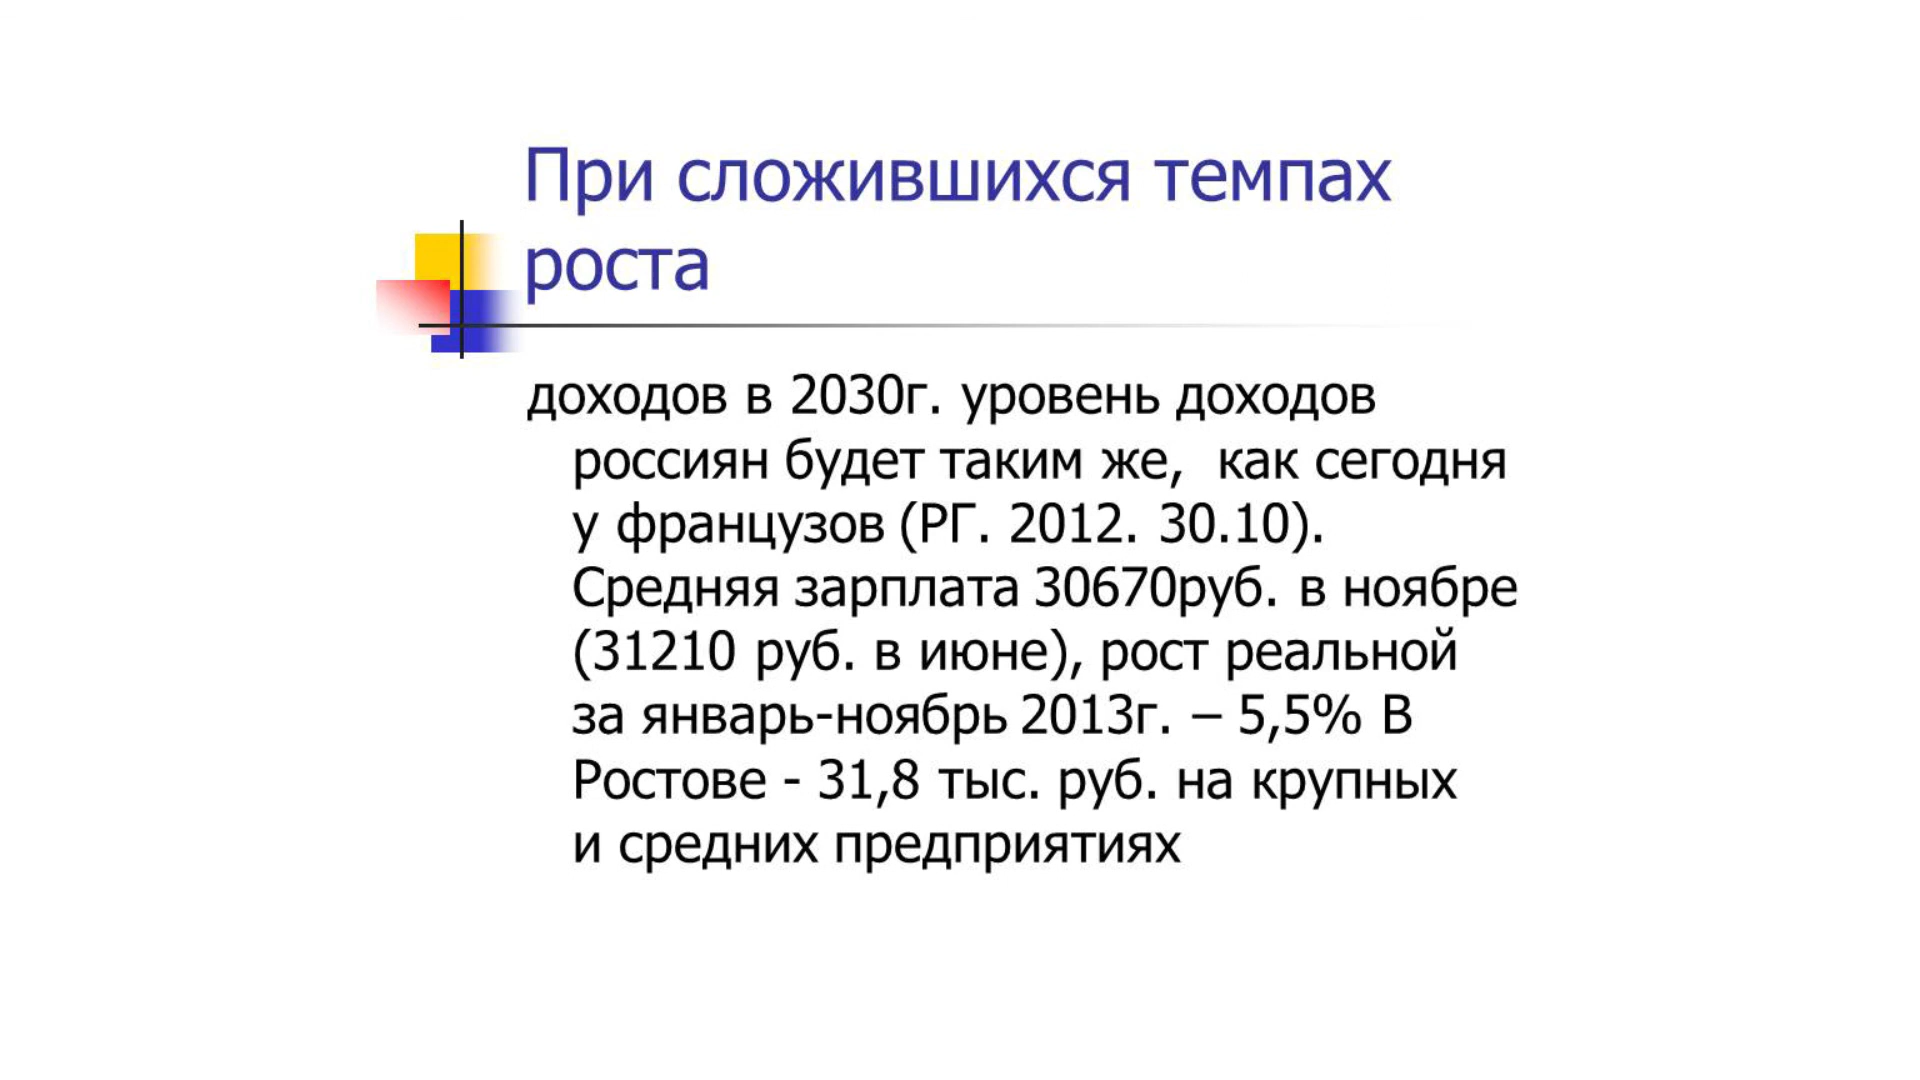 При сложившихся темпах
роста
доходов в 2030г. уровень доходов
россиян будет таким же,  как сегодня
у французов (РГ. 2012. 30.10).
Средняя зарплата 30670руб. в ноябре
(31210 руб. в июне), рост реальной
за январь-ноябрь 2013г. – 5,5% В
Ростове - 31,8 тыс. руб. на крупных
и средних предприятиях